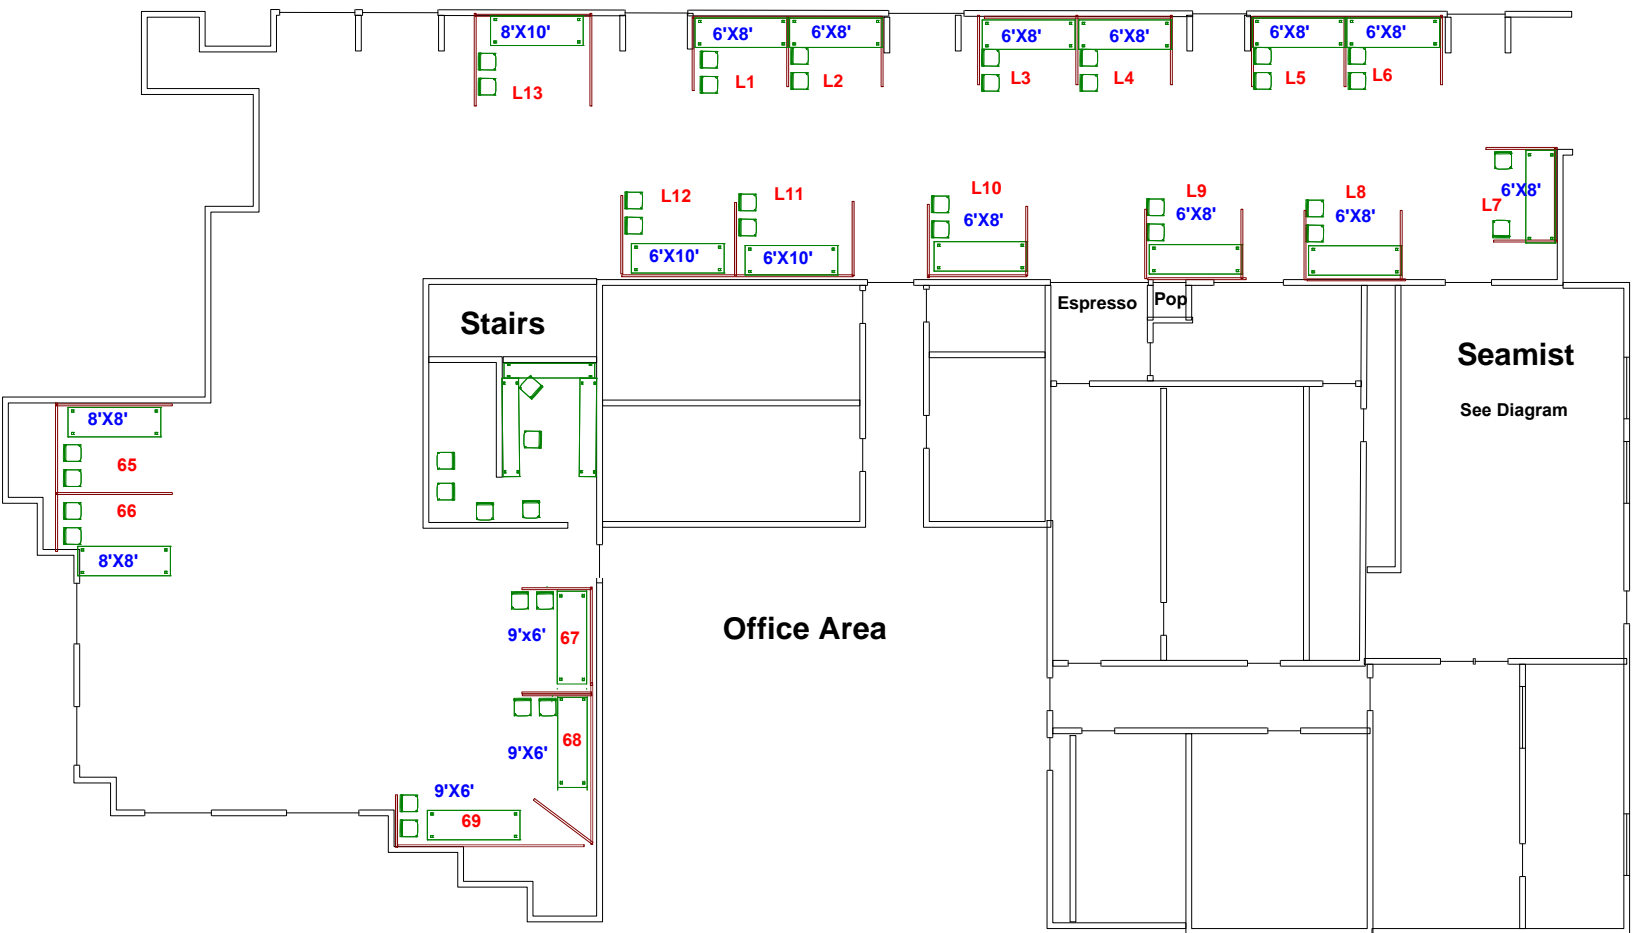 8'X10'
6'X8'
6'X8'
6'X8'
6'X8'
6'X8'
6'X8'
L13
L1
L2
L3
L4
L5
L6
L12
L11
L10
L9
L8
6'X8'
L7
6'X8'
6'X8'
6'X8'
6'X10'
6'X10'
Espresso
Pop
Stairs
Seamist
See Diagram
8'X8'
65
66
8'X8'
9'x6'
67
Office Area
9'X6'
68
9'X6'
69